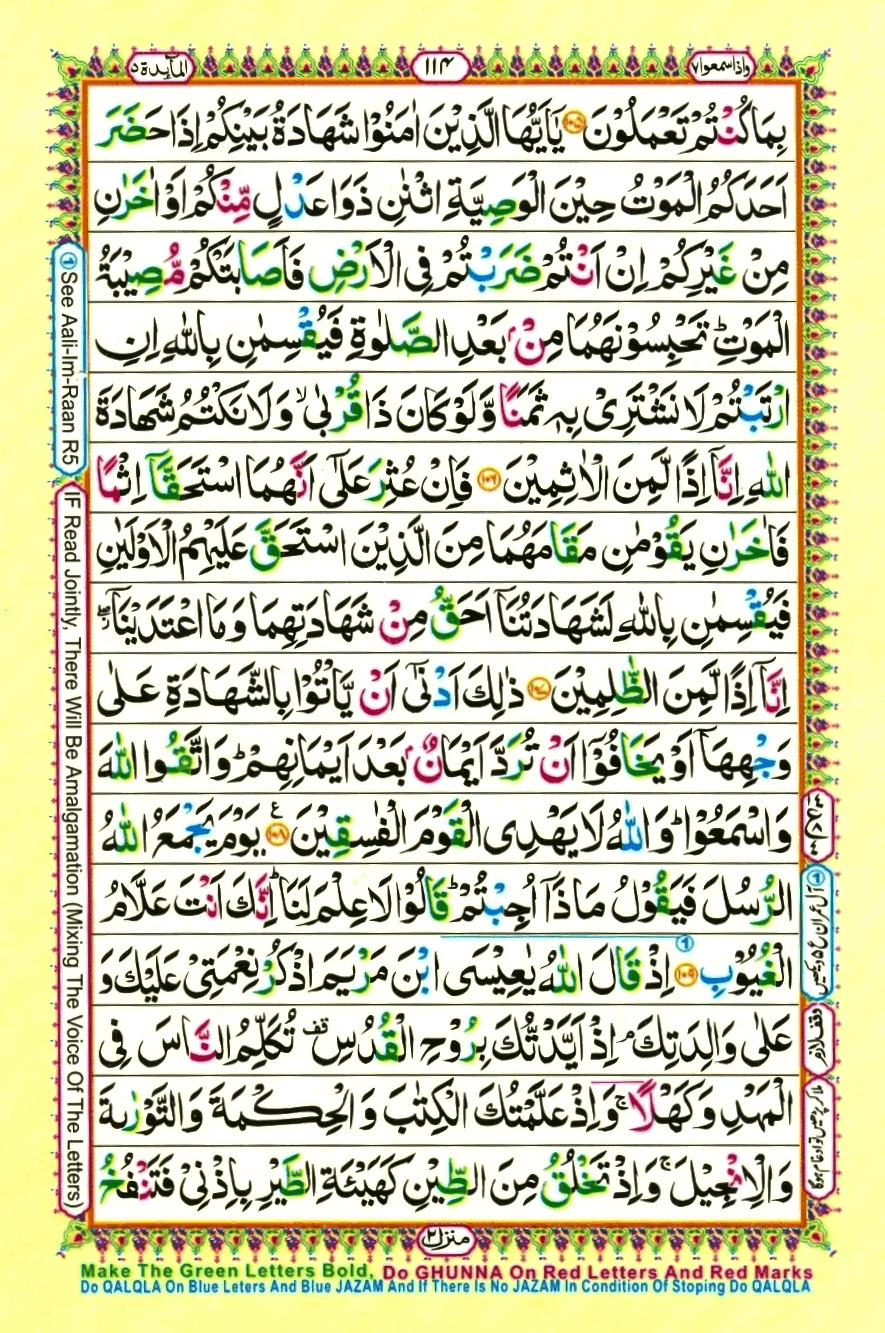 المآىِٕدة ٥
١١٤
واذا سمعوا ٧
بِمَا كُنْتُمْ تَعْمَلُوْنَ ١٠٥ يٰۤاَيُّهَا الَّذِيْنَ اٰمَنُوْا شَهَادَةُ بَيْنِكُمْ اِذَا حَضَرَ
اَحَدَكُمُ الْمَوْتُ حِيْنَ الْوَصِيَّةِ اثْنٰنِ ذَوَا عَدْلٍ مِّنْكُمْ اَوْ اٰخَرٰنِ
مِنْ غَيْرِكُمْ اِنْ اَنْتُمْ ضَرَبْتُمْ فِى الْاَرْضِ فَاَصَابَتْكُمْ مُّصِيْبَةُ
الْمَوْتِ ؕ تَحْبِسُوْنَهُمَا مِنْۢ بَعْدِ الصَّلٰوةِ فَيُقْسِمٰنِ بِاللّٰهِ اِنِ
ارْتَبْتُمْ لَا نَشْتَرِىْ بِهٖ ثَمَنًا وَّلَوْ كَانَ ذَا قُرْبٰى ۙ وَلَا نَكْتُمُ شَهَادَةَ
اللّٰهِ اِنَّاۤ اِذًا لَّمِنَ الْاٰثِمِيْنَ ١٠٦ فَاِنْ عُثِرَ عَلٰٓى اَنَّهُمَا اسْتَحَقَّاۤ اِثْمًا
فَاٰخَرٰنِ يَقُوْمٰنِ مَقَامَهُمَا مِنَ الَّذِيْنَ اسْتَحَقَّ عَلَيْهِمُ الْاَوْلَيٰنِ
فَيُقْسِمٰنِ بِاللّٰهِ لَشَهَادَتُنَاۤ اَحَقُّ مِنْ شَهَادَتِهِمَا وَمَا اعْتَدَيْنَاۤ ۖ
اِنَّاۤ اِذًا لَّمِنَ الظّٰلِمِيْنَ ١٠٧ ذٰلِكَ اَدْنٰٓى اَنْ يَّاْتُوْا بِالشَّهَادَةِ عَلٰى
وَجْهِهَاۤ اَوْ يَخَافُوْۤا اَنْ تُرَدَّ اَيْمَانٌۢ بَعْدَ اَيْمَانِهِمْ ؕ وَاتَّقُوا اللّٰهَ
وَاسْمَعُوْا ؕ وَاللّٰهُ لَا يَهْدِى الْقَوْمَ الْفٰسِقِيْنَ ١٠٨ ع يَوْمَ يَجْمَعُ اللّٰهُ
الرُّسُلَ فَيَقُوْلُ مَاذَاۤ اُجِبْتُمْ ؕ قَالُوْا لَا عِلْمَ لَنَا ؕ اِنَّكَ اَنْتَ عَلَّامُ
الْغُيُوْبِ ١٠٩ ١ اِذْ قَالَ اللّٰهُ يٰعِيْسَى ابْنَ مَرْيَمَ اذْكُرْ نِعْمَتِىْ عَلَيْكَ وَ
عَلٰى وَالِدَتِكَ ۘ اِذْ اَيَّدْتُّكَ بِرُوْحِ الْقُدُسِ قف تُكَلِّمُ النَّاسَ فِى
الْمَهْدِ وَكَهْلًا ۚ وَاِذْ عَلَّمْتُكَ الْكِتٰبَ وَالْحِكْمَةَ وَالتَّوْرٰىةَ
وَالْاِنْجِيْلَ ۚ وَاِذْ تَخْلُقُ مِنَ الطِّيْنِ كَهَيْئَةِ الطَّيْرِ بِاِذْنِىْ فَتَنْفُخُ
١ See Aali-Im-Raan R5
IF Read Jointly, There Will Be Amalgamation (Mixing The Voice Of The Letters)
١ آل عمران ع ٥ دیکھیں
وقف لازم
ملا کر پڑھیں تو ادغام ہوگا
منزل ٢
Make The Green Letters Bold, Do GHUNNA On Red Letters And Red Marks
Do QALQLA On Blue Leters And Blue JAZAM And If There Is No JAZAM In Condition Of Stoping Do QALQLA